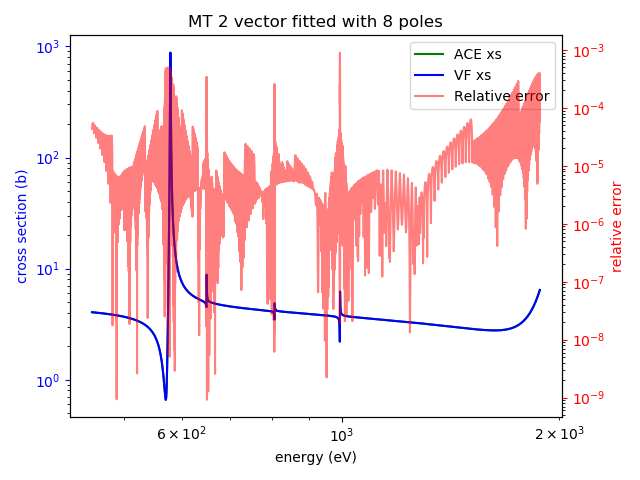 MT 2 vector fitted with 8 poles
ACE xs
VF xs
Relative error
10³
10²
10¹
10⁰
cross section (b)
10⁻³
10⁻⁴
10⁻⁵
10⁻⁶
10⁻⁷
10⁻⁸
10⁻⁹
relative error
6 × 10² 10³ 2 × 10³
energy (eV)